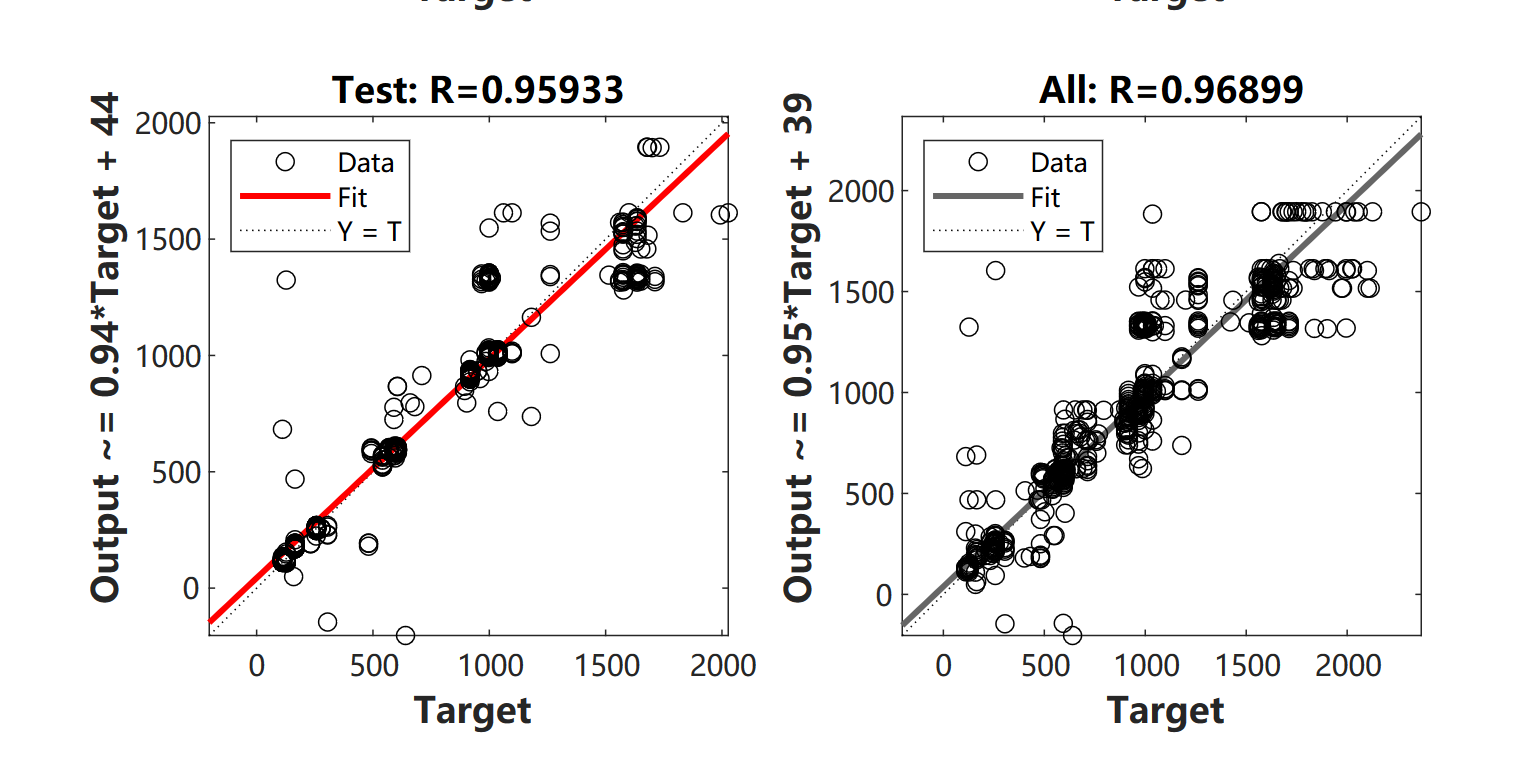 Target
Target
Test: R=0.95933
Output ~= 0.94*Target + 44
2000
1500
1000
500
0
Data
Fit
Y = T
0
500
1000
1500
2000
Target
All: R=0.96899
Output ~= 0.95*Target + 39
2000
1500
1000
500
0
Data
Fit
Y = T
0
500
1000
1500
2000
Target